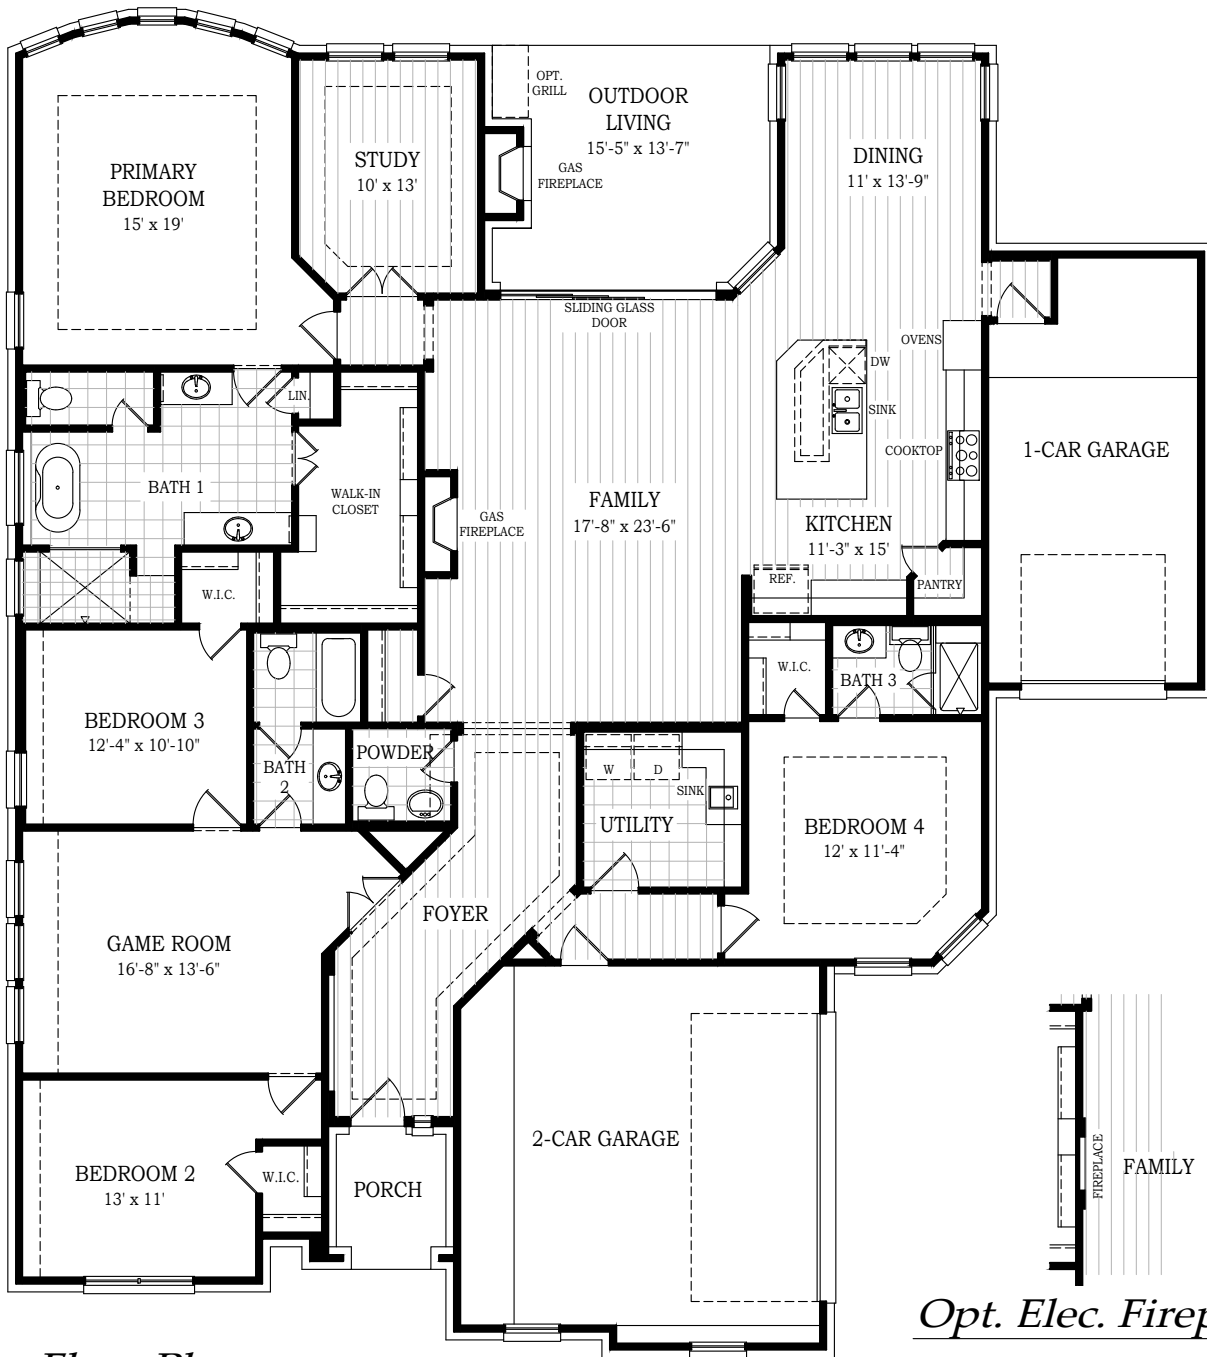 OPT.
GRILL
OUTDOOR
LIVING
15'-5" x 13'-7"
GAS
FIREPLACE
STUDY
10' x 13'
PRIMARY
BEDROOM
15' x 19'
DINING
11' x 13'-9"
SLIDING GLASS
DOOR
OVENS
DW
SINK
COOKTOP
LIN.
BATH 1
WALK-IN
CLOSET
GAS
FIREPLACE
FAMILY
17'-8" x 23'-6"
KITCHEN
11'-3" x 15'
1-CAR GARAGE
REF.
PANTRY
W.I.C.
W.I.C.
BATH 3
BEDROOM 3
12'-4" x 10'-10"
BATH
2
POWDER
W
D
SINK
UTILITY
BEDROOM 4
12' x 11'-4"
FOYER
GAME ROOM
16'-8" x 13'-6"
2-CAR GARAGE
BEDROOM 2
13' x 11'
W.I.C.
PORCH
FIREPLACE
FAMILY
Opt. Elec.